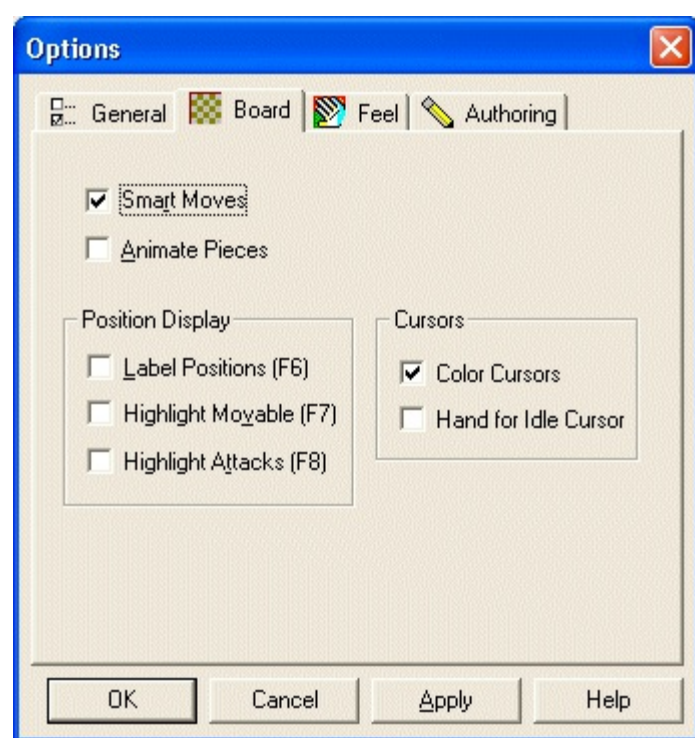 Options
General Board Feel Authoring
Smart Moves
Animate Pieces
Position Display
Label Positions (F6)
Highlight Movable (F7)
Highlight Attacks (F8)
Cursors
Color Cursors
Hand for Idle Cursor
OK Cancel Apply Help